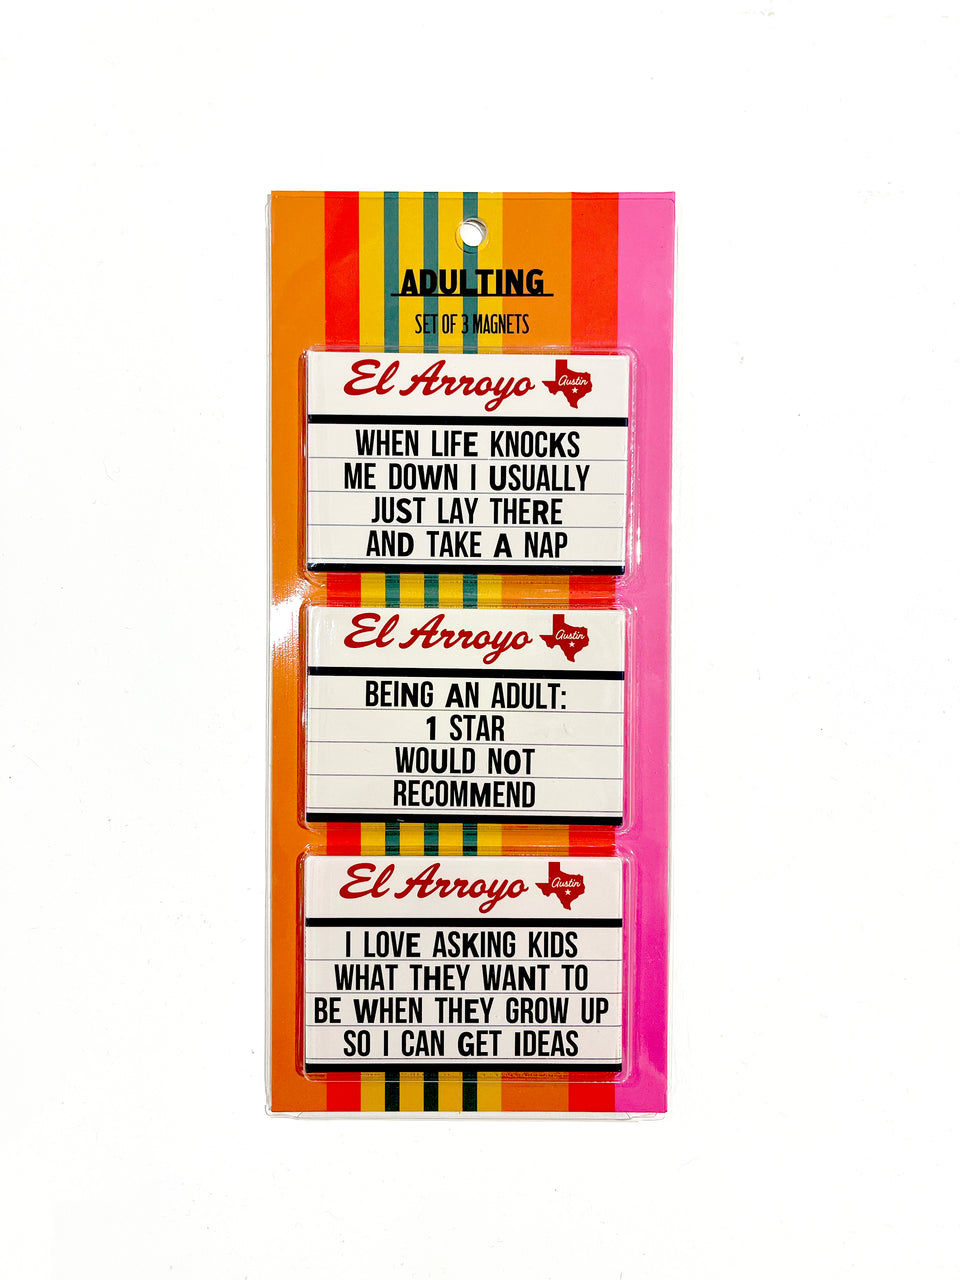 ADULTING
SET OF 3 MAGNETS
El Arroyo Austin
WHEN LIFE KNOCKS
ME DOWN I USUALLY
JUST LAY THERE
AND TAKE A NAP
El Arroyo Austin
BEING AN ADULT:
1 STAR
WOULD NOT
RECOMMEND
El Arroyo Austin
I LOVE ASKING KIDS
WHAT THEY WANT TO
BE WHEN THEY GROW UP
SO I CAN GET IDEAS